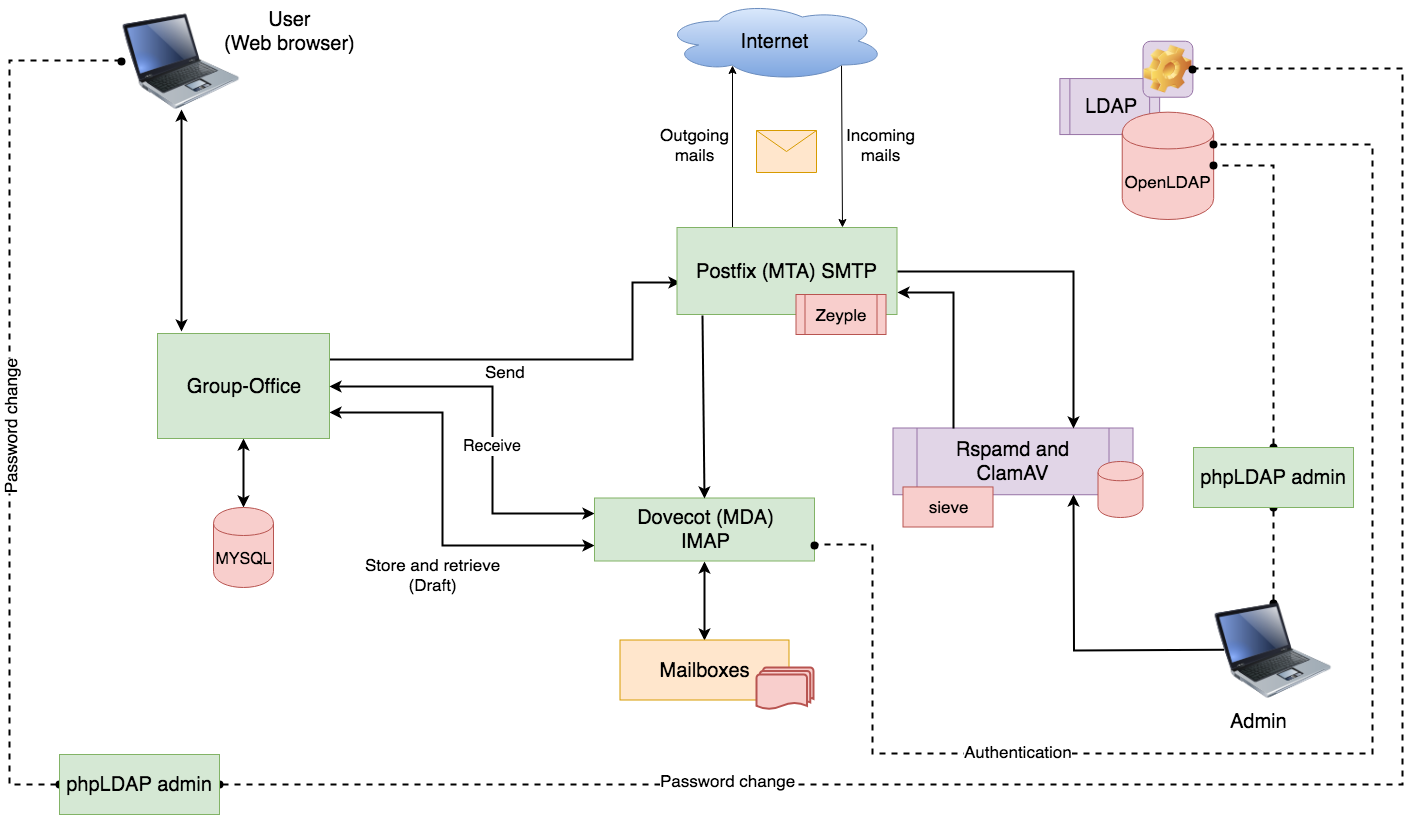 User
(Web browser)
Internet
LDAP
OpenLDAP
Outgoing
mails
Incoming
mails
Postfix (MTA) SMTP
Zeyple
Password change
Group-Office
Send
Receive
Rspamd and
ClamAV
sieve
phpLDAP admin
Dovecot (MDA)
IMAP
MYSQL
Store and retrieve
(Draft)
Mailboxes
Admin
Authentication
phpLDAP admin
Password change